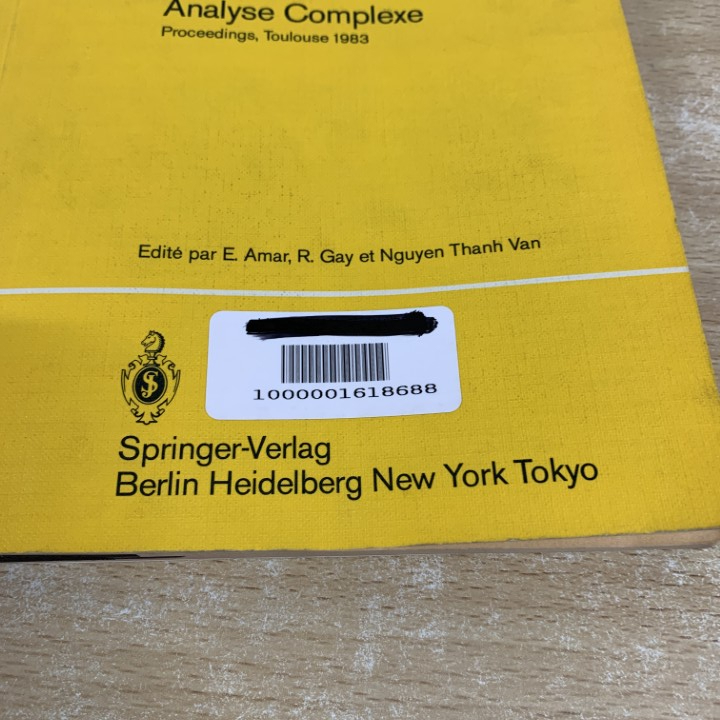 Analyse Complexe
Proceedings, Toulouse 1983
Edité par E. Amar, R. Gay et Nguyen Thanh Van
1000001618688
Springer-Verlag
Berlin Heidelberg New York Tokyo